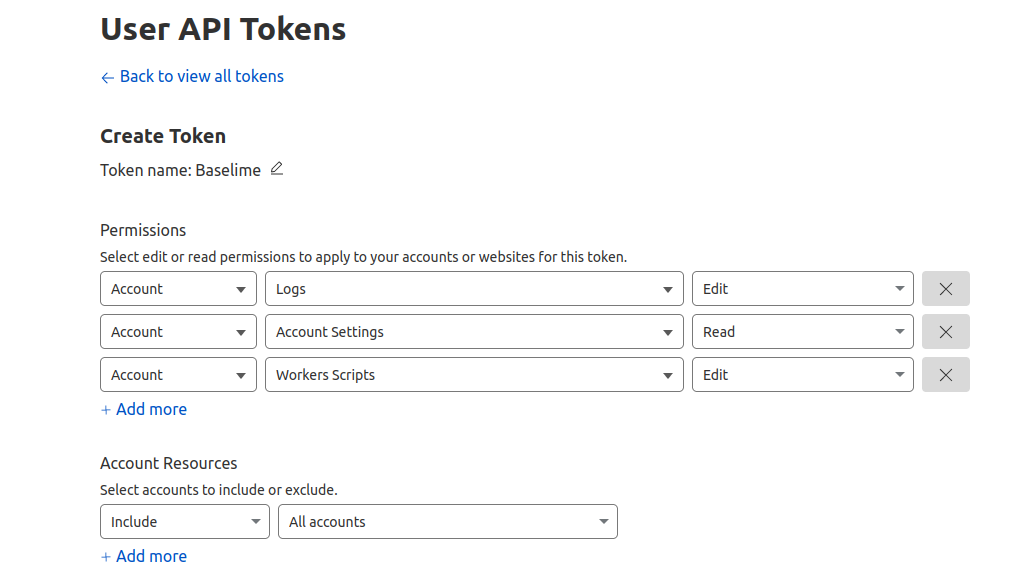 User API Tokens
← Back to view all tokens
Create Token
Token name: Baselime
Permissions
Select edit or read permissions to apply to your accounts or websites for this token.
Account Logs Edit
Account Account Settings Read
Account Workers Scripts Edit
+ Add more
Account Resources
Select accounts to include or exclude.
Include All accounts
+ Add more